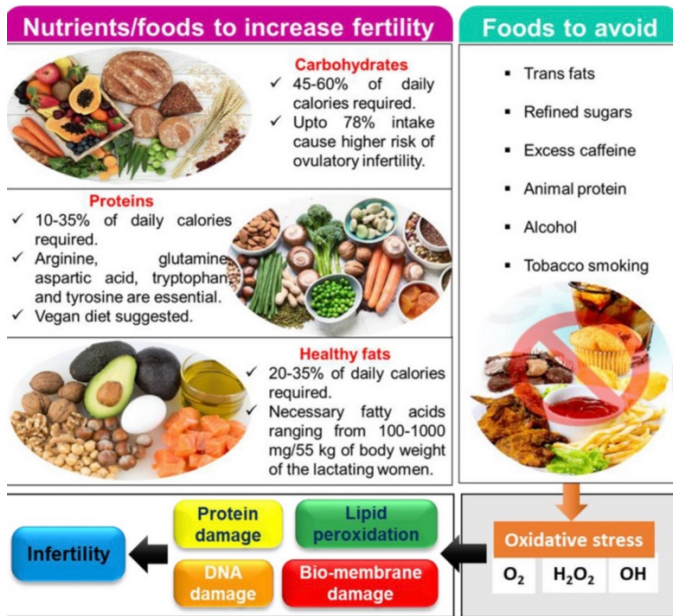 Nutrients/foods to increase fertility
Carbohydrates
✓ 45-60% of daily
calories required.
✓ Upto 78% intake
cause higher risk of
ovulatory infertility.
Proteins
✓ 10-35% of daily calories
required.
✓ Arginine, glutamine,
aspartic acid, tryptophan
and tyrosine are essential.
✓ Vegan diet suggested.
Healthy fats
✓ 20-35% of daily calories
required.
✓ Necessary fatty acids
ranging from 100-1000
mg/55 kg of body weight
of the lactating women.
Foods to avoid
▪ Trans fats
▪ Refined sugars
▪ Excess caffeine
▪ Animal protein
▪ Alcohol
▪ Tobacco smoking
Oxidative stress
O₂ H₂O₂ OH
Protein
damage
Lipid
peroxidation
DNA
damage
Bio-membrane
damage
Infertility